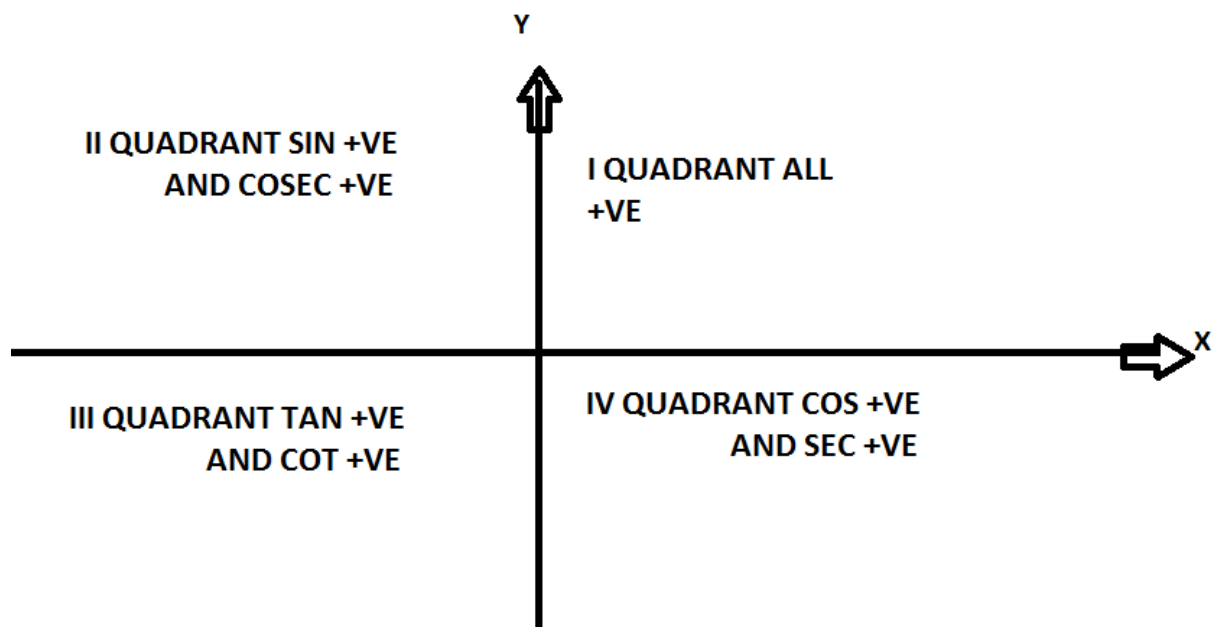 Y
II QUADRANT SIN +VE
AND COSEC +VE
I QUADRANT ALL
+VE
X
III QUADRANT TAN +VE
AND COT +VE
IV QUADRANT COS +VE
AND SEC +VE